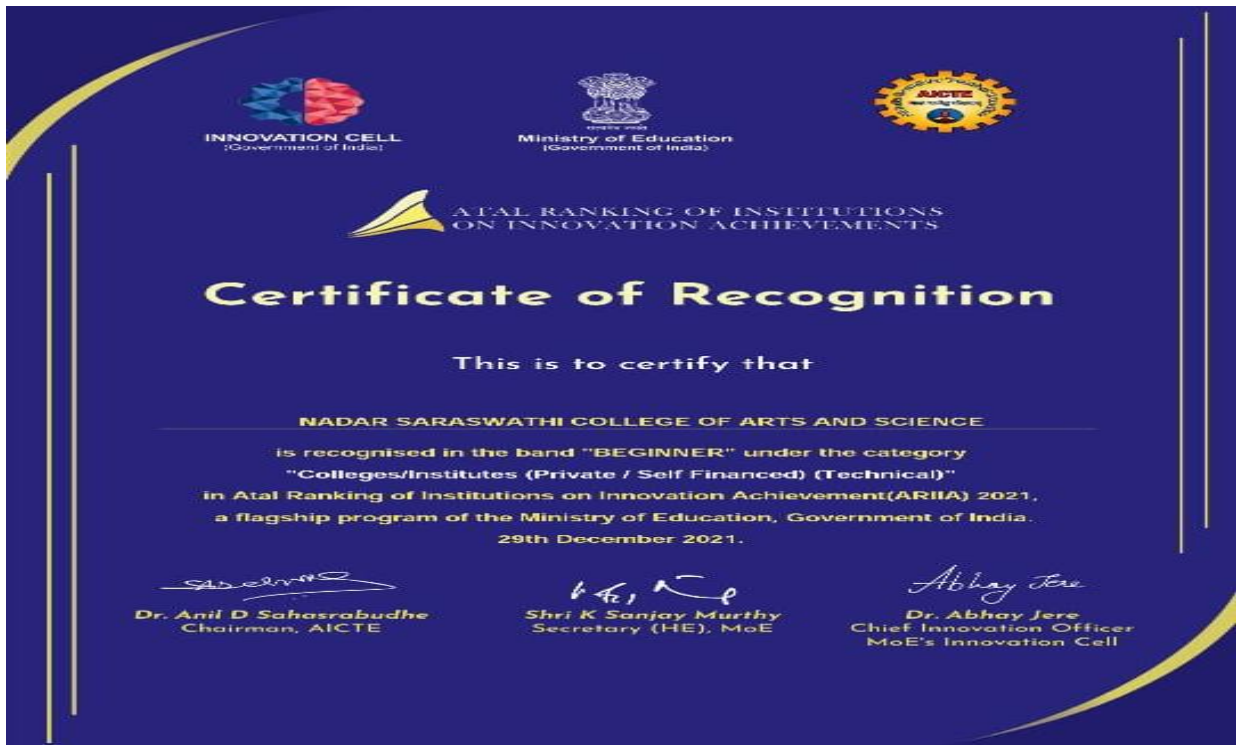 INNOVATION CELL
(Government of India)
Ministry of Education
(Government of India)
AICTE
ATAL RANKING OF INSTITUTIONS
ON INNOVATION ACHIEVEMENTS
Certificate of Recognition
This is to certify that
NADAR SARASWATHI COLLEGE OF ARTS AND SCIENCE
is recognised in the band "BEGINNER" under the category
"Colleges/Institutes (Private / Self Financed) (Technical)"
in Atal Ranking of Institutions on Innovation Achievement(ARIIA) 2021,
a flagship program of the Ministry of Education, Government of India.
29th December 2021.
Abhay Jere
Dr. Anil D Sahasrabudhe
Chairman, AICTE
Shri K Sanjay Murthy
Secretary (HE), MoE
Dr. Abhay Jere
Chief Innovation Officer
MoE's Innovation Cell